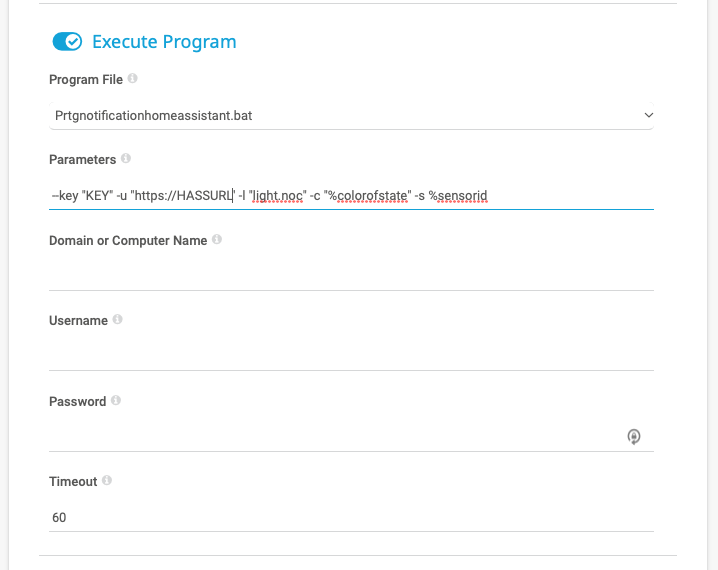 Execute Program
Program File
Prtgnotificationhomeassistant.bat
Parameters
--key "KEY" -u "https://HASSURL" -l "light.noc" -c "%colorofstate" -s %sensorid
Domain or Computer Name
Username
Password
Timeout
60